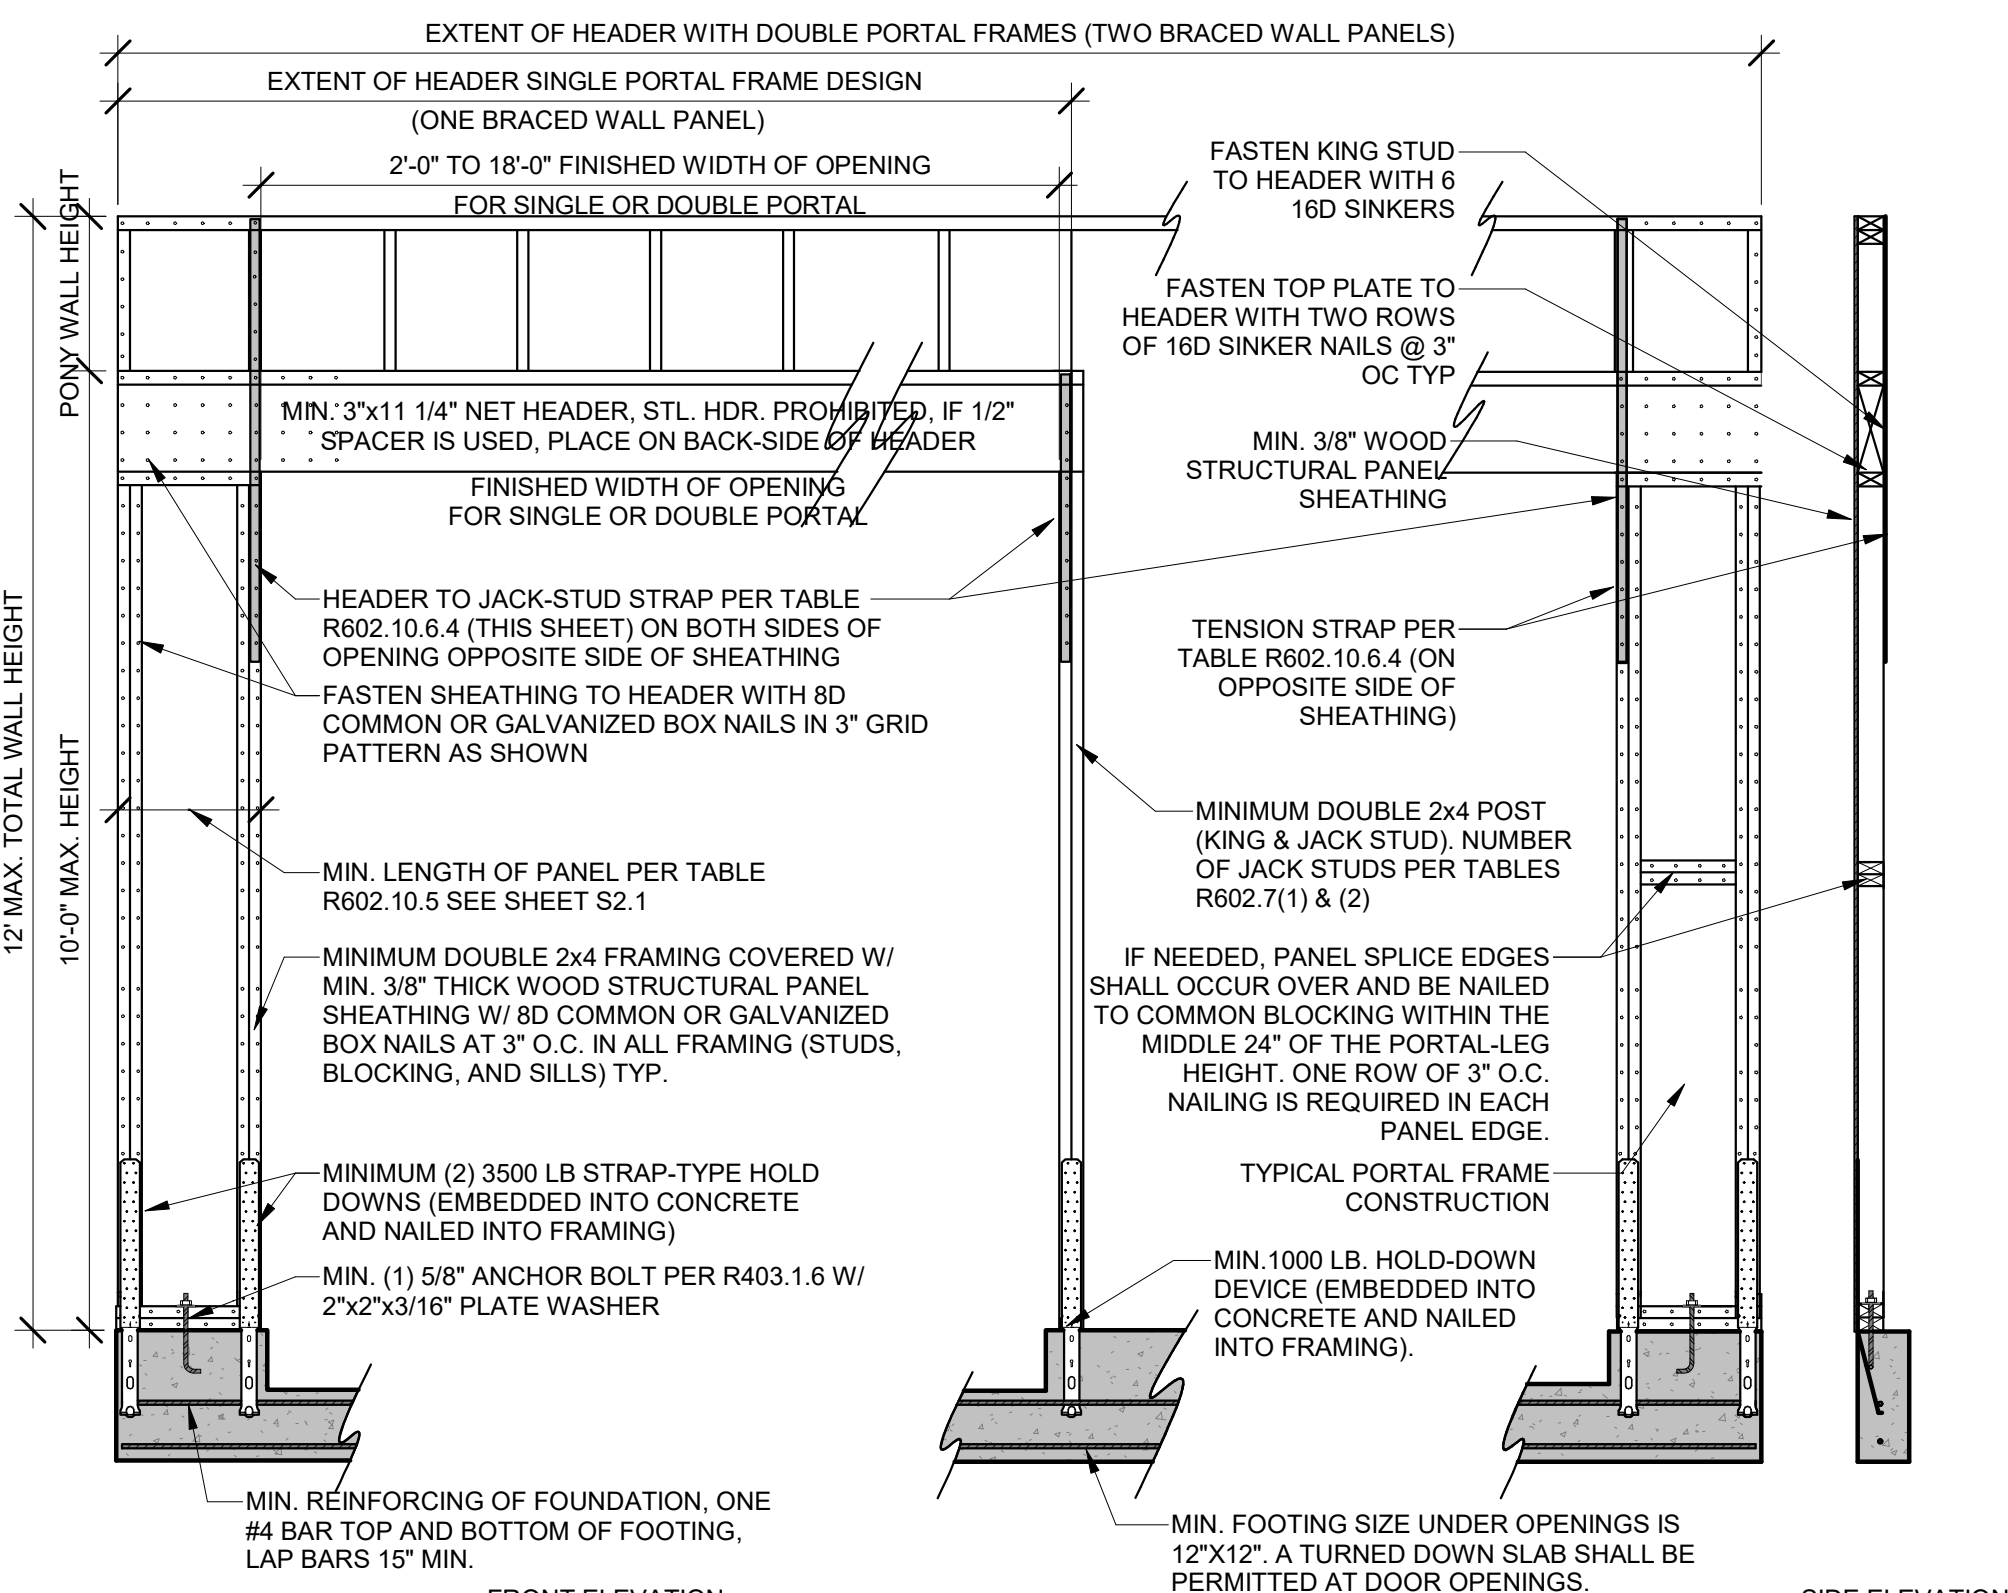 EXTENT OF HEADER WITH DOUBLE PORTAL FRAMES (TWO BRACED WALL PANELS)
EXTENT OF HEADER SINGLE PORTAL FRAME DESIGN
(ONE BRACED WALL PANEL)
2'-0" TO 18'-0" FINISHED WIDTH OF OPENING
FOR SINGLE OR DOUBLE PORTAL
FASTEN KING STUD
TO HEADER WITH 6
16D SINKERS
PONY WALL HEIGHT
FASTEN TOP PLATE TO
HEADER WITH TWO ROWS
OF 16D SINKER NAILS @ 3"
OC TYP
MIN. 3"x11 1/4" NET HEADER, STL. HDR. PROHIBITED, IF 1/2"
SPACER IS USED, PLACE ON BACK-SIDE OF HEADER
MIN. 3/8" WOOD
STRUCTURAL PANEL
SHEATHING
FINISHED WIDTH OF OPENING
FOR SINGLE OR DOUBLE PORTAL
HEADER TO JACK-STUD STRAP PER TABLE
R602.10.6.4 (THIS SHEET) ON BOTH SIDES OF
OPENING OPPOSITE SIDE OF SHEATHING
TENSION STRAP PER
TABLE R602.10.6.4 (ON
OPPOSITE SIDE OF
SHEATHING)
FASTEN SHEATHING TO HEADER WITH 8D
COMMON OR GALVANIZED BOX NAILS IN 3" GRID
PATTERN AS SHOWN
12' MAX. TOTAL WALL HEIGHT
10'-0" MAX. HEIGHT
MINIMUM DOUBLE 2x4 POST
(KING & JACK STUD). NUMBER
OF JACK STUDS PER TABLES
R602.7(1) & (2)
MIN. LENGTH OF PANEL PER TABLE
R602.10.5 SEE SHEET S2.1
MINIMUM DOUBLE 2x4 FRAMING COVERED W/
MIN. 3/8" THICK WOOD STRUCTURAL PANEL
SHEATHING W/ 8D COMMON OR GALVANIZED
BOX NAILS AT 3" O.C. IN ALL FRAMING (STUDS,
BLOCKING, AND SILLS) TYP.
IF NEEDED, PANEL SPLICE EDGES
SHALL OCCUR OVER AND BE NAILED
TO COMMON BLOCKING WITHIN THE
MIDDLE 24" OF THE PORTAL-LEG
HEIGHT. ONE ROW OF 3" O.C.
NAILING IS REQUIRED IN EACH
PANEL EDGE.
MINIMUM (2) 3500 LB STRAP-TYPE HOLD
DOWNS (EMBEDDED INTO CONCRETE
AND NAILED INTO FRAMING)
TYPICAL PORTAL FRAME
CONSTRUCTION
MIN. (1) 5/8" ANCHOR BOLT PER R403.1.6 W/
2"x2"x3/16" PLATE WASHER
MIN.1000 LB. HOLD-DOWN
DEVICE (EMBEDDED INTO
CONCRETE AND NAILED
INTO FRAMING).
MIN. REINFORCING OF FOUNDATION, ONE
#4 BAR TOP AND BOTTOM OF FOOTING,
LAP BARS 15" MIN.
MIN. FOOTING SIZE UNDER OPENINGS IS
12"X12". A TURNED DOWN SLAB SHALL BE
PERMITTED AT DOOR OPENINGS.
FRONT ELEVATION
SIDE ELEVATION